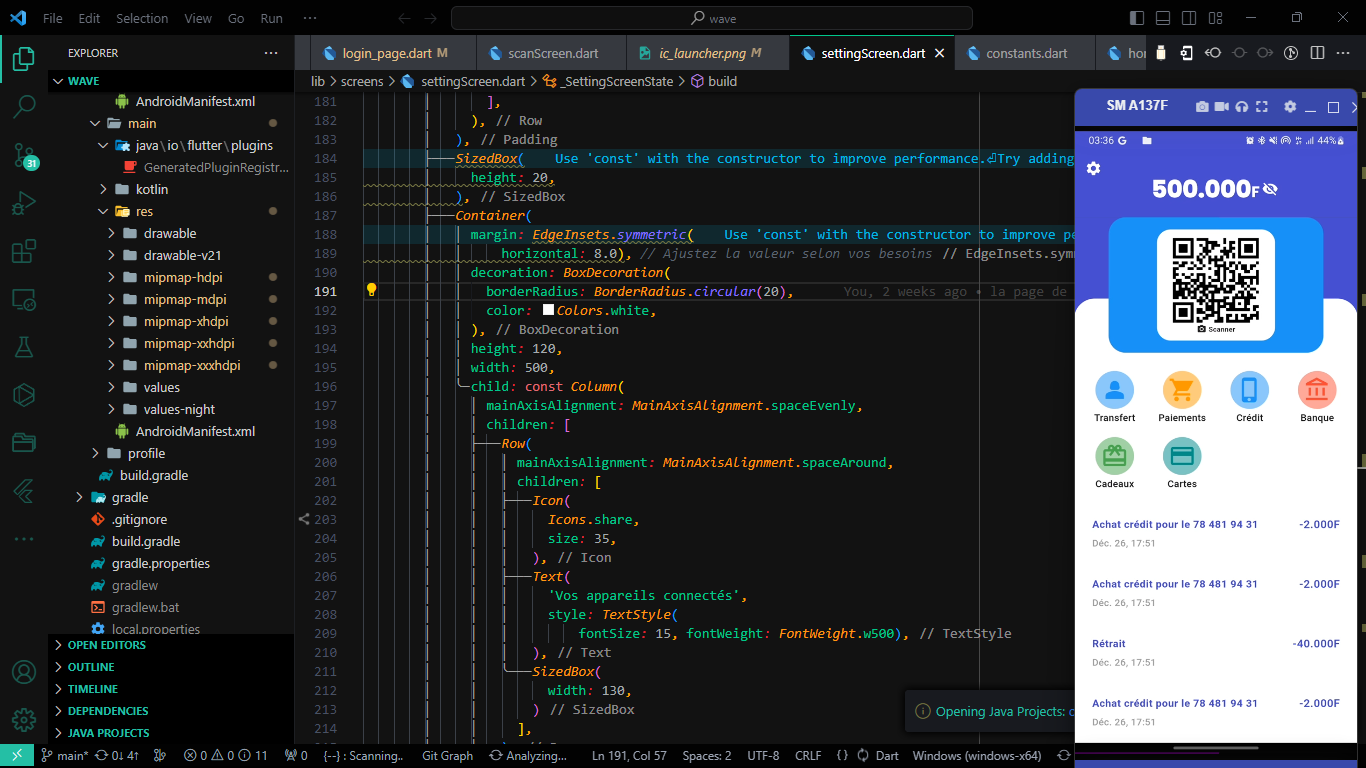 File Edit Selection View Go Run ··· wave
EXPLORER ···
WAVE
AndroidManifest.xml
main
java\io\flutter\plugins
GeneratedPluginRegistr...
kotlin
res
drawable
drawable-v21
mipmap-hdpi
mipmap-mdpi
mipmap-xhdpi
mipmap-xxhdpi
mipmap-xxxhdpi
values
values-night
AndroidManifest.xml
profile
build.gradle
gradle
.gitignore
build.gradle
gradle.properties
gradlew
gradlew.bat
local.properties
OPEN EDITORS
OUTLINE
TIMELINE
DEPENDENCIES
JAVA PROJECTS
31
login_page.dart M scanScreen.dart ic_launcher.png M settingScreen.dart constants.dart
lib > screens > settingScreen.dart > _SettingScreenState > build
181 ],
182 ), // Row
183 ), // Padding
184 SizedBox( Use 'const' with the constructor to improve performance.⏎Try adding
185 height: 20,
186 ), // SizedBox
187 Container(
188 margin: EdgeInsets.symmetric( Use 'const' with the constructor to improve pe
189 horizontal: 8.0), // Ajustez la valeur selon vos besoins // EdgeInsets.sym
190 decoration: BoxDecoration(
191 borderRadius: BorderRadius.circular(20), You, 2 weeks ago • la page de
192 color: Colors.white,
193 ), // BoxDecoration
194 height: 120,
195 width: 500,
196 child: const Column(
197 mainAxisAlignment: MainAxisAlignment.spaceEvenly,
198 children: [
199 Row(
200 mainAxisAlignment: MainAxisAlignment.spaceAround,
201 children: [
202 Icon(
203 Icons.share,
204 size: 35,
205 ), // Icon
206 Text(
207 'Vos appareils connectés',
208 style: TextStyle(
209 fontSize: 15, fontWeight: FontWeight.w500), // TextStyle
210 ), // Text
211 SizedBox(
212 width: 130,
213 ) // SizedBox
214 ],
Opening Java Projects: c
SM A137F
03:36 G 44%
500.000F
Scanner
Transfert Paiements Crédit Banque
Cadeaux Cartes
Achat crédit pour le 78 481 94 31 -2.000F
Déc. 26, 17:51
Achat crédit pour le 78 481 94 31 -2.000F
Déc. 26, 17:51
Rétrait -40.000F
Déc. 26, 17:51
Achat crédit pour le 78 481 94 31 -2.000F
Déc. 26, 17:51
main* 0↓ 4↑ 0 0 11 0 {--} : Scanning.. Git Graph Analyzing... Ln 191, Col 57 Spaces: 2 UTF-8 CRLF {} Dart Windows (windows-x64)